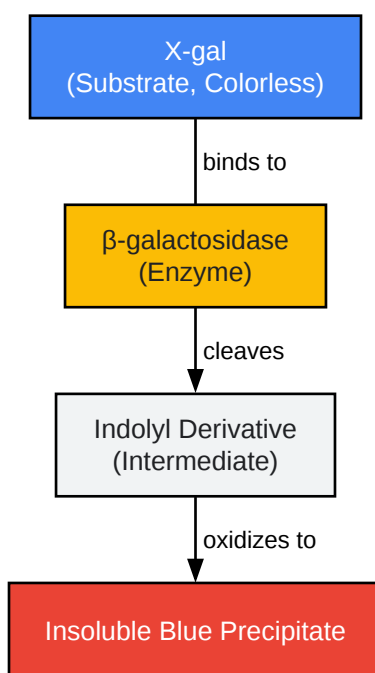 X-gal
(Substrate, Colorless)
binds to
β-galactosidase
(Enzyme)
cleaves
Indolyl Derivative
(Intermediate)
oxidizes to
Insoluble Blue Precipitate